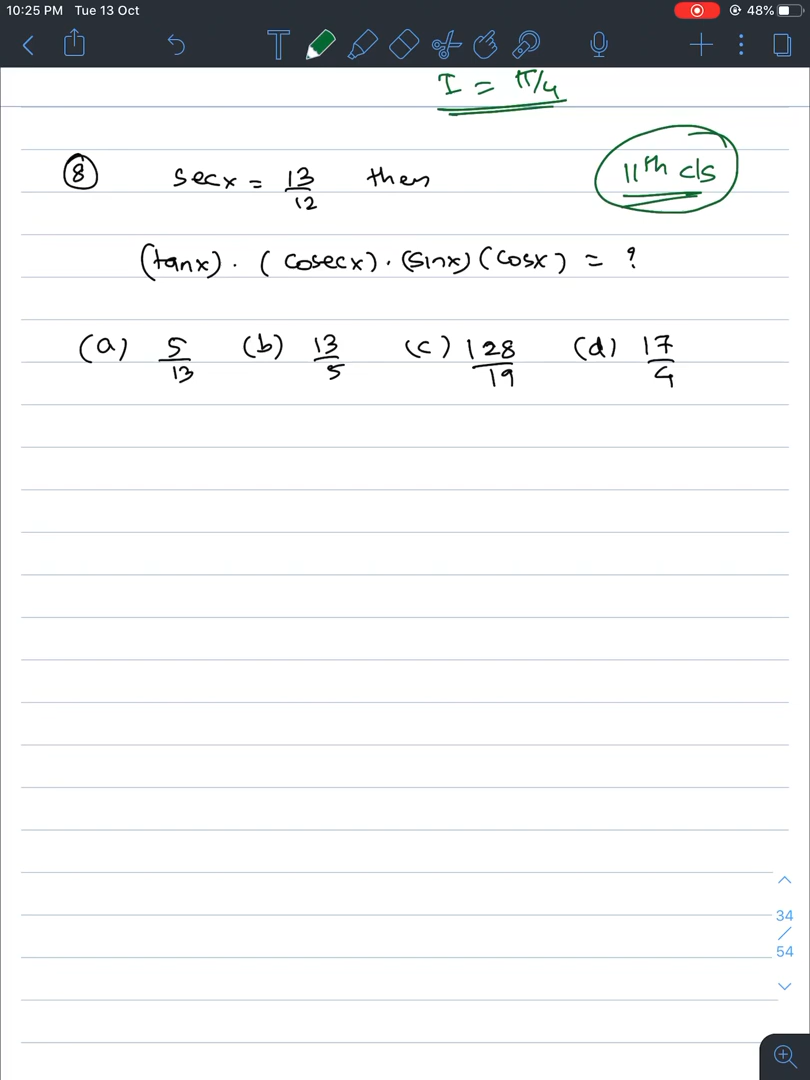 10:25 PM Tue 13 Oct
48%
T
I = π/4
⑧ secx = 13/12 then
11th cls
(tanx) · (cosecx) · (sinx)(cosx) = ?
(a) 5/13 (b) 13/5 (c) 128/19 (d) 17/4
34
/
54